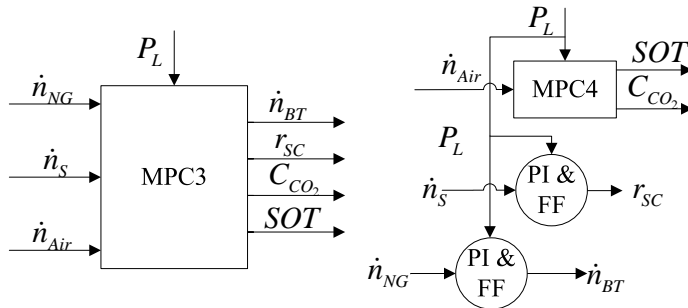 P_L
ṅ_NG
ṅ_S
ṅ_Air
MPC3
ṅ_BT
r_SC
C_CO₂
SOT
P_L
ṅ_Air
MPC4
SOT
C_CO₂
P_L
ṅ_S
PI &
FF
r_SC
ṅ_NG
PI &
FF
ṅ_BT